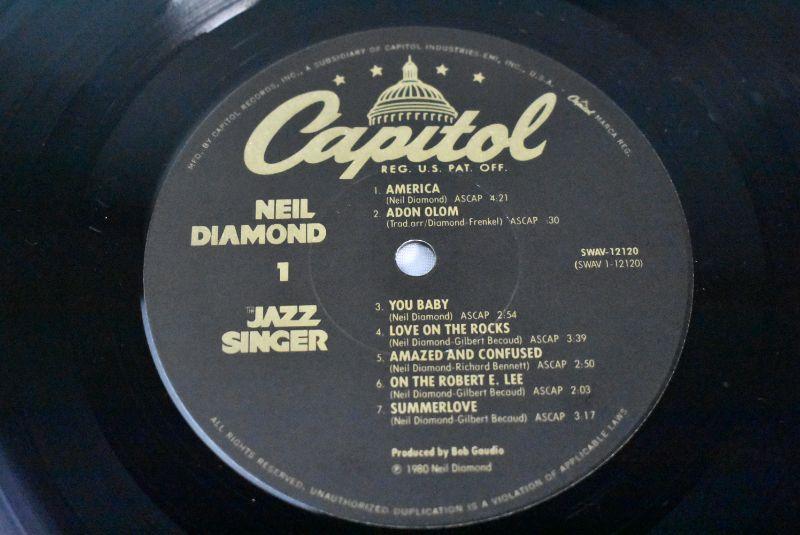 MFD. BY CAPITOL RECORDS, INC., A SUBSIDIARY OF CAPITOL INDUSTRIES-EMI, INC., U.S.A. · Capitol MARCA REG.
Capitol
REG. U.S. PAT. OFF.
NEIL
DIAMOND
1
THE
JAZZ
SINGER
1. AMERICA
(Neil Diamond) ASCAP 4:21
2. ADON OLOM
(Trad.arr/Diamond-Frenkel) ASCAP :30
SWAV-12120
(SWAV 1-12120)
3. YOU BABY
(Neil Diamond) ASCAP 2:54
4. LOVE ON THE ROCKS
(Neil Diamond-Gilbert Becaud) ASCAP 3:39
5. AMAZED AND CONFUSED
(Neil Diamond-Richard Bennett) ASCAP 2:50
6. ON THE ROBERT E. LEE
(Neil Diamond-Gilbert Becaud) ASCAP 2:03
7. SUMMERLOVE
(Neil Diamond-Gilbert Becaud) ASCAP 3:17
Produced by Bob Gaudio
℗ 1980 Neil Diamond
ALL RIGHTS RESERVED. UNAUTHORIZED DUPLICATION IS A VIOLATION OF APPLICABLE LAWS